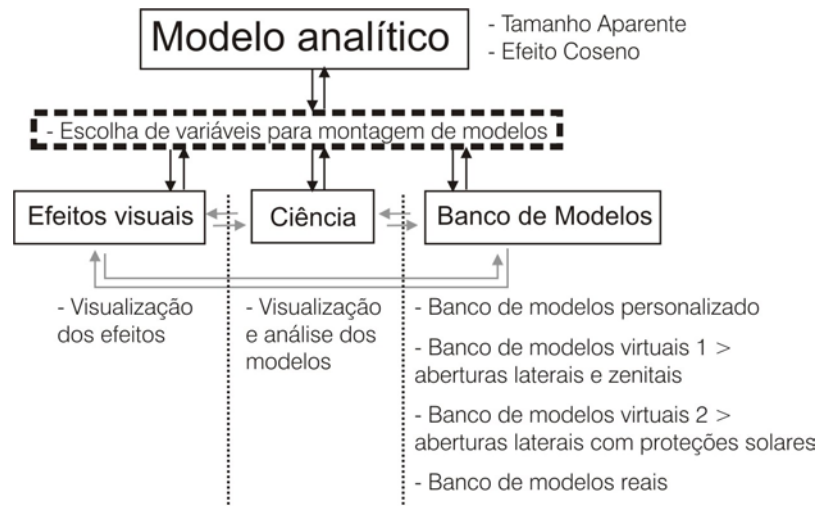 Modelo analítico
- Tamanho Aparente
- Efeito Coseno
- Escolha de variáveis para montagem de modelos
Efeitos visuais
Ciência
Banco de Modelos
- Visualização
dos efeitos
- Visualização
e análise dos
modelos
- Banco de modelos personalizado
- Banco de modelos virtuais 1 >
aberturas laterais e zenitais
- Banco de modelos virtuais 2 >
aberturas laterais com proteções solares
- Banco de modelos reais